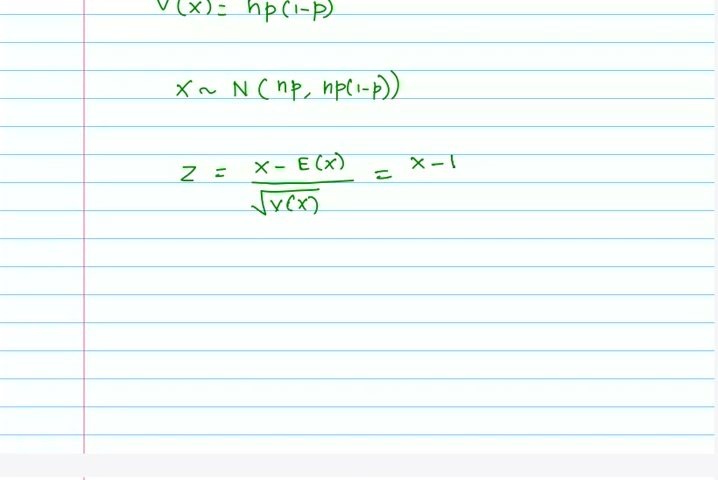 V(X) = np(1-p)
X ~ N(np, np(1-p))
Z = X - E(X) / √V(X) = X - 1